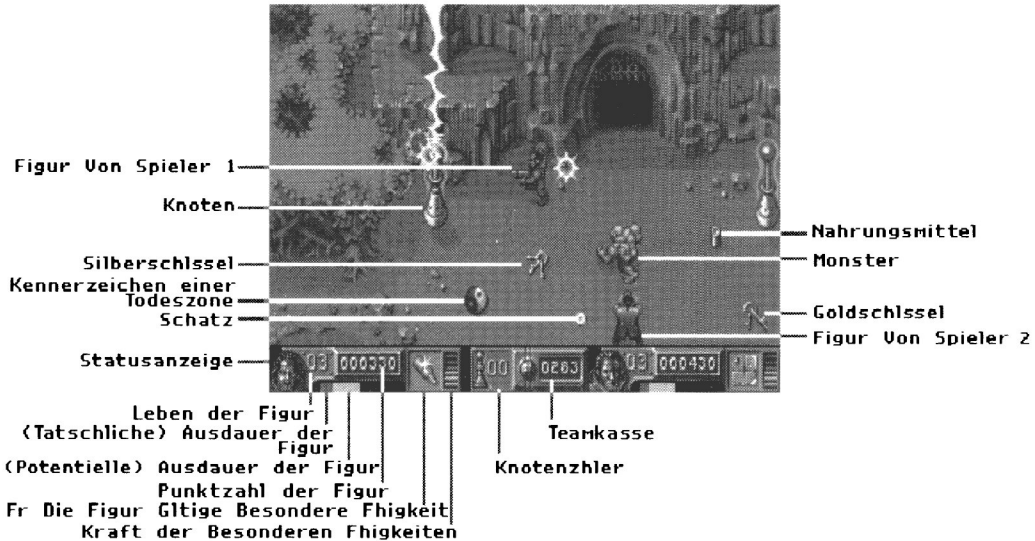 Figur Von Spieler 1
Knoten
Silberschlssel
Kennerzeichen einer
Todeszone
Schatz
Statusanzeige
Leben der Figur
(Tatschliche) Ausdauer der
Figur
(Potentielle) Ausdauer der Figur
Punktzahl der Figur
Fr Die Figur Gltige Besondere Fhigkeit
Kraft der Besonderen Fhigkeiten
Nahrungsmittel
Monster
Goldschlssel
Figur Von Spieler 2
Teamkasse
Knotenzhler
03 000330 00 0263 03 000430